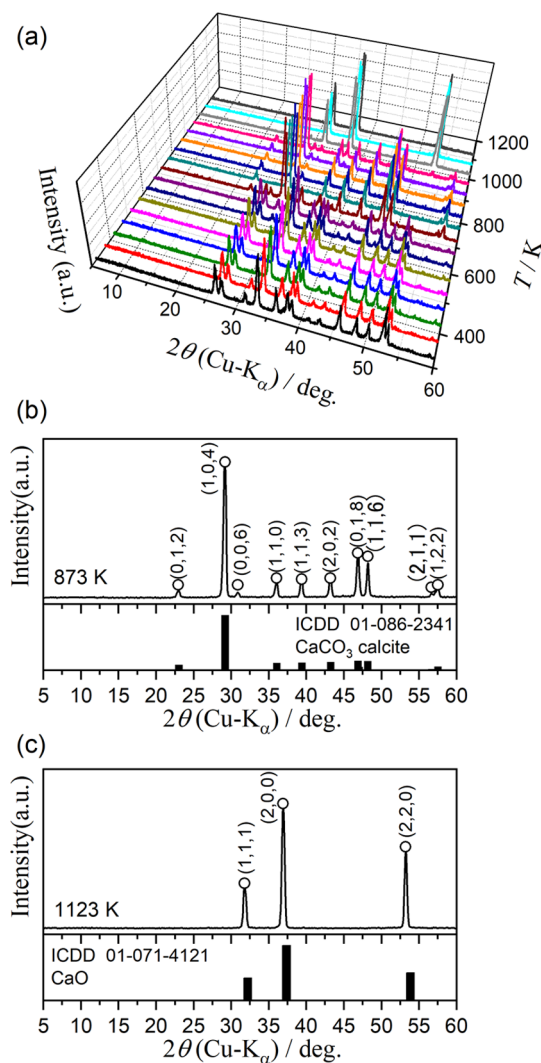 (a)
Intensity (a.u.)
10
20
30
40
50
60
2θ (Cu-Kα) / deg.
400
600
800
1000
1200
T / K
(b)
Intensity(a.u.)
873 K
(0,1,2)
(1,0,4)
(0,0,6)
(1,1,0)
(1,1,3)
(2,0,2)
(0,1,8)
(1,1,6)
(2,1,1)
(1,2,2)
ICDD 01-086-2341
CaCO3 calcite
5 10 15 20 25 30 35 40 45 50 55 60
2θ (Cu-Kα) / deg.
(c)
Intensity(a.u.)
1123 K
(1,1,1)
(2,0,0)
(2,2,0)
ICDD 01-071-4121
CaO
5 10 15 20 25 30 35 40 45 50 55 60
2θ (Cu-Kα) / deg.